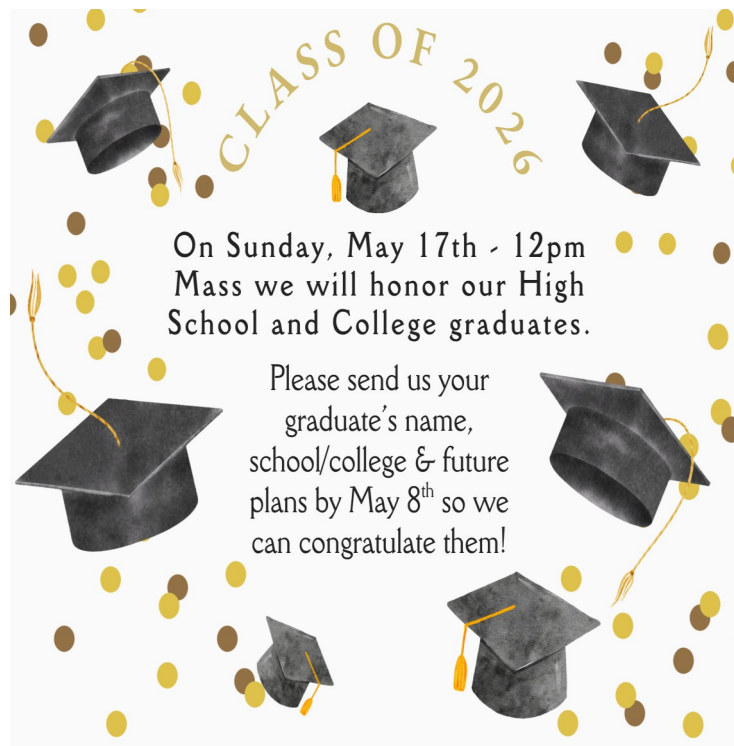 CLASS OF 2026
On Sunday, May 17th - 12pm
Mass we will honor our High
School and College graduates.
Please send us your
graduate's name,
school/college & future
plans by May 8th so we
can congratulate them!